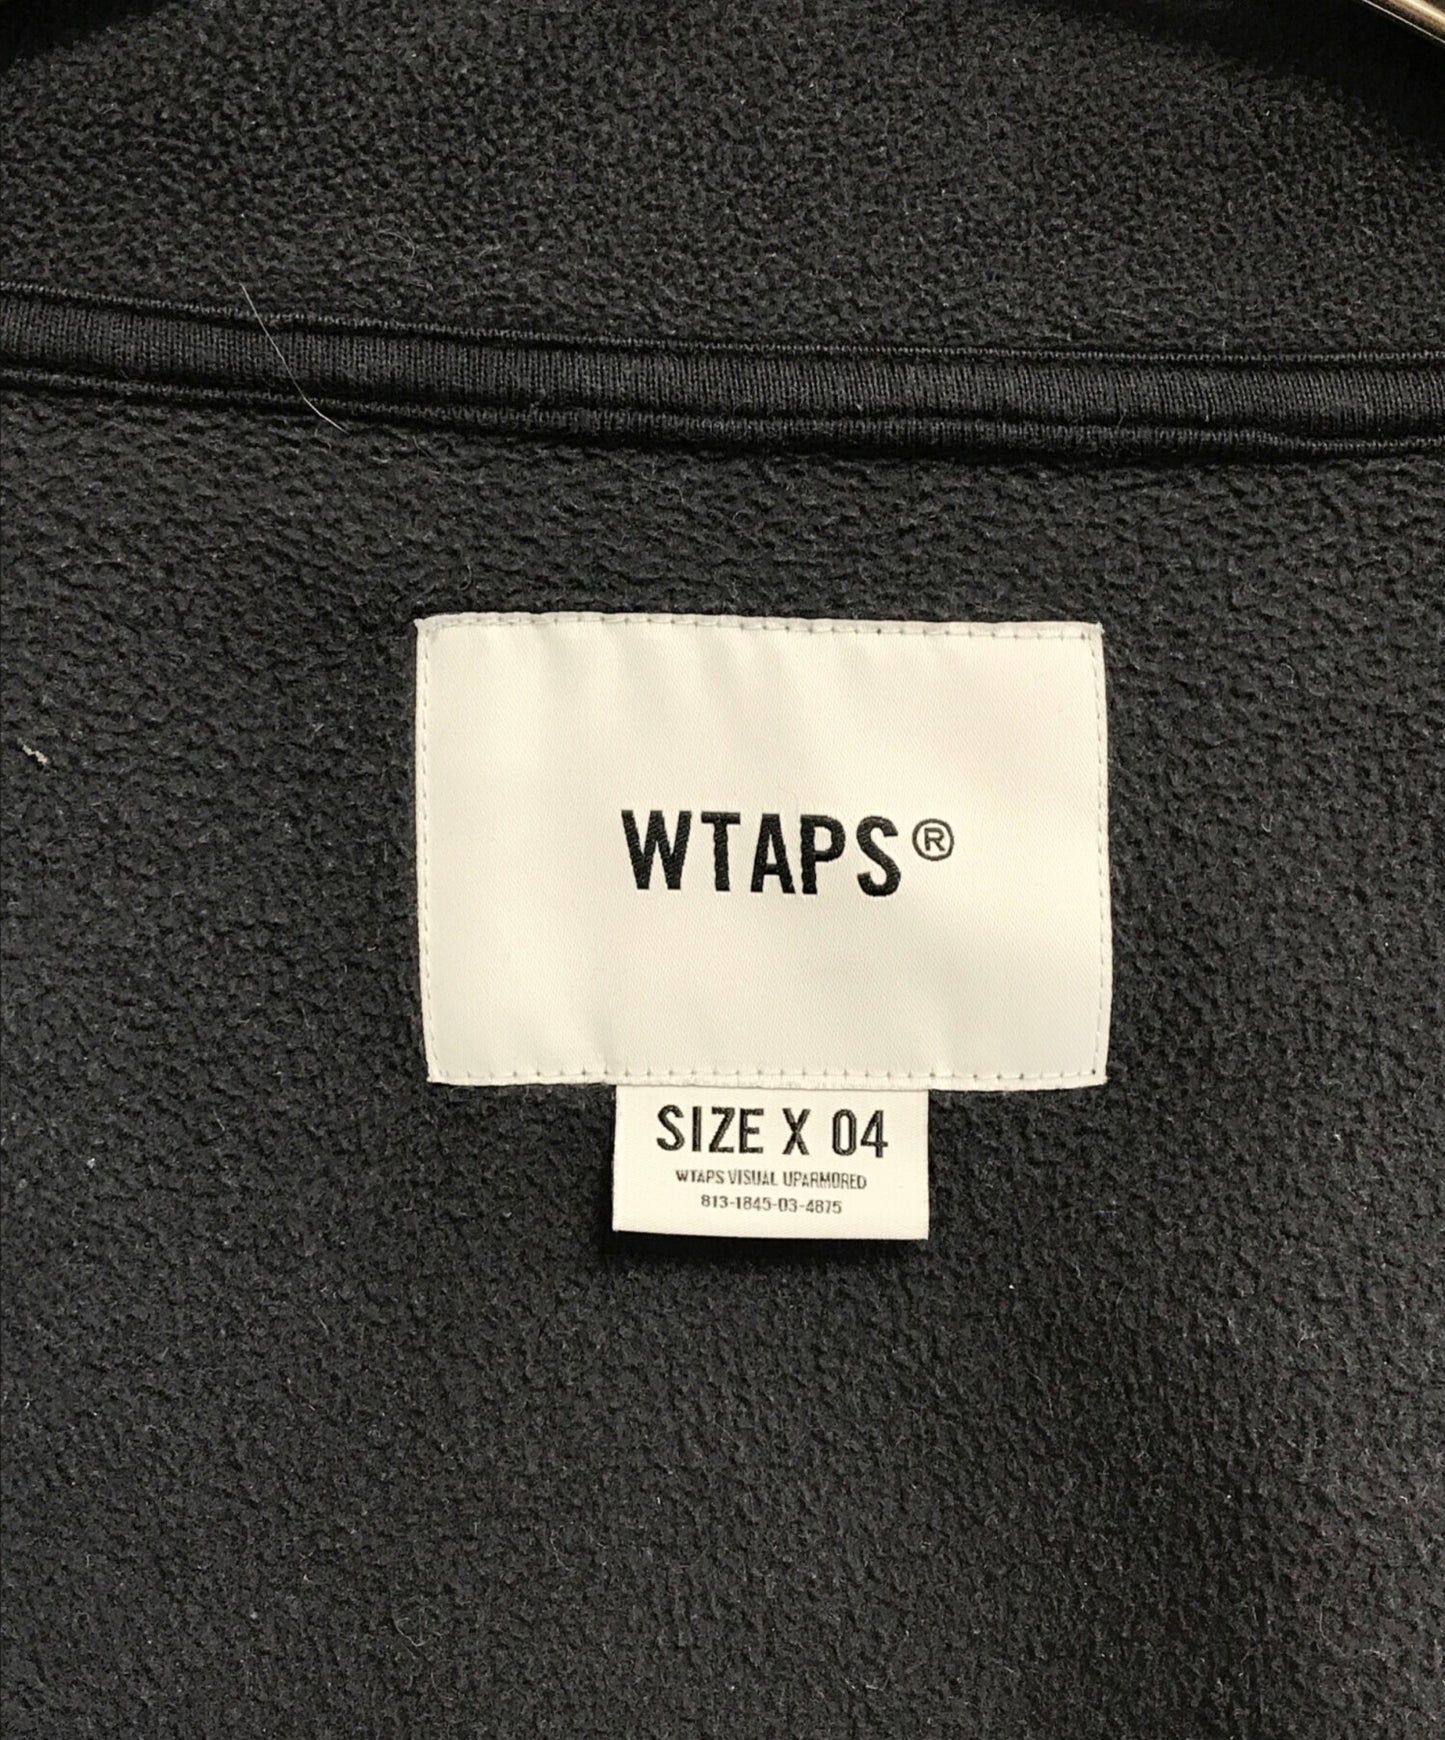 WTAPS®
SIZE X 04
WTAPS VISUAL UPARMORED
813-1845-03-4875